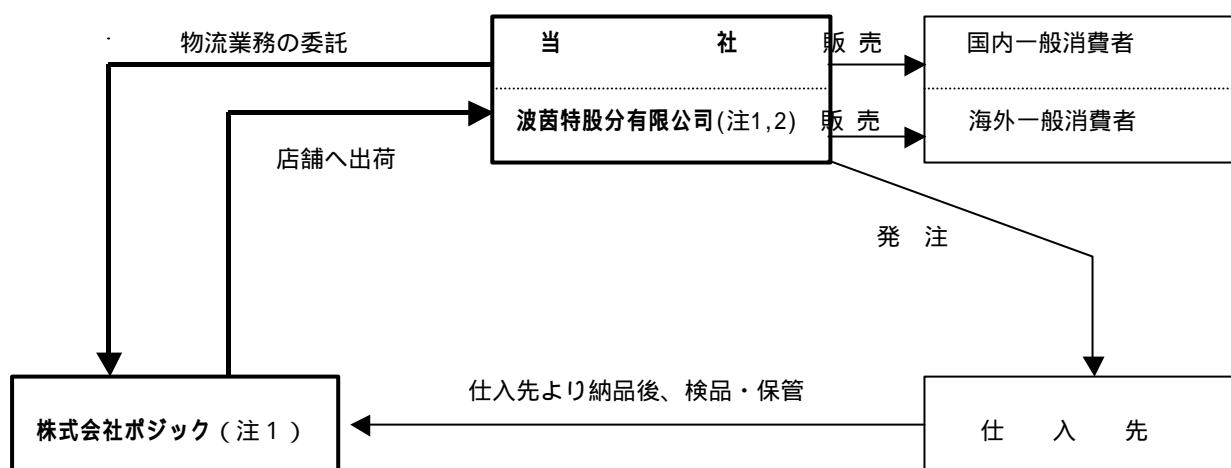 物流業務の委託
当　　　　　社
販 売
国内一般消費者
波茵特股分有限公司(注1,2)
販 売
海外一般消費者
店舗へ出荷
発　注
仕入先より納品後、検品・保管
株式会社ポジック（注１）
仕　入　先